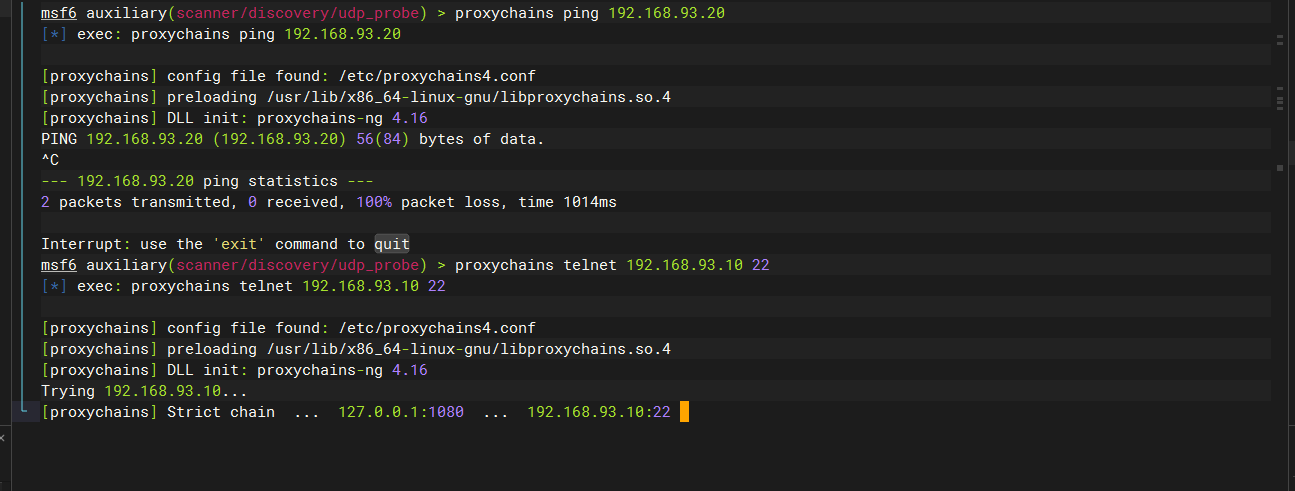 msf6 auxiliary(scanner/discovery/udp_probe) > proxychains ping 192.168.93.20
[*] exec: proxychains ping 192.168.93.20
[proxychains] config file found: /etc/proxychains4.conf
[proxychains] preloading /usr/lib/x86_64-linux-gnu/libproxychains.so.4
[proxychains] DLL init: proxychains-ng 4.16
PING 192.168.93.20 (192.168.93.20) 56(84) bytes of data.
^C
--- 192.168.93.20 ping statistics ---
2 packets transmitted, 0 received, 100% packet loss, time 1014ms
Interrupt: use the 'exit' command to quit
msf6 auxiliary(scanner/discovery/udp_probe) > proxychains telnet 192.168.93.10 22
[*] exec: proxychains telnet 192.168.93.10 22
[proxychains] config file found: /etc/proxychains4.conf
[proxychains] preloading /usr/lib/x86_64-linux-gnu/libproxychains.so.4
[proxychains] DLL init: proxychains-ng 4.16
Trying 192.168.93.10...
[proxychains] Strict chain  ...  127.0.0.1:1080  ...  192.168.93.10:22